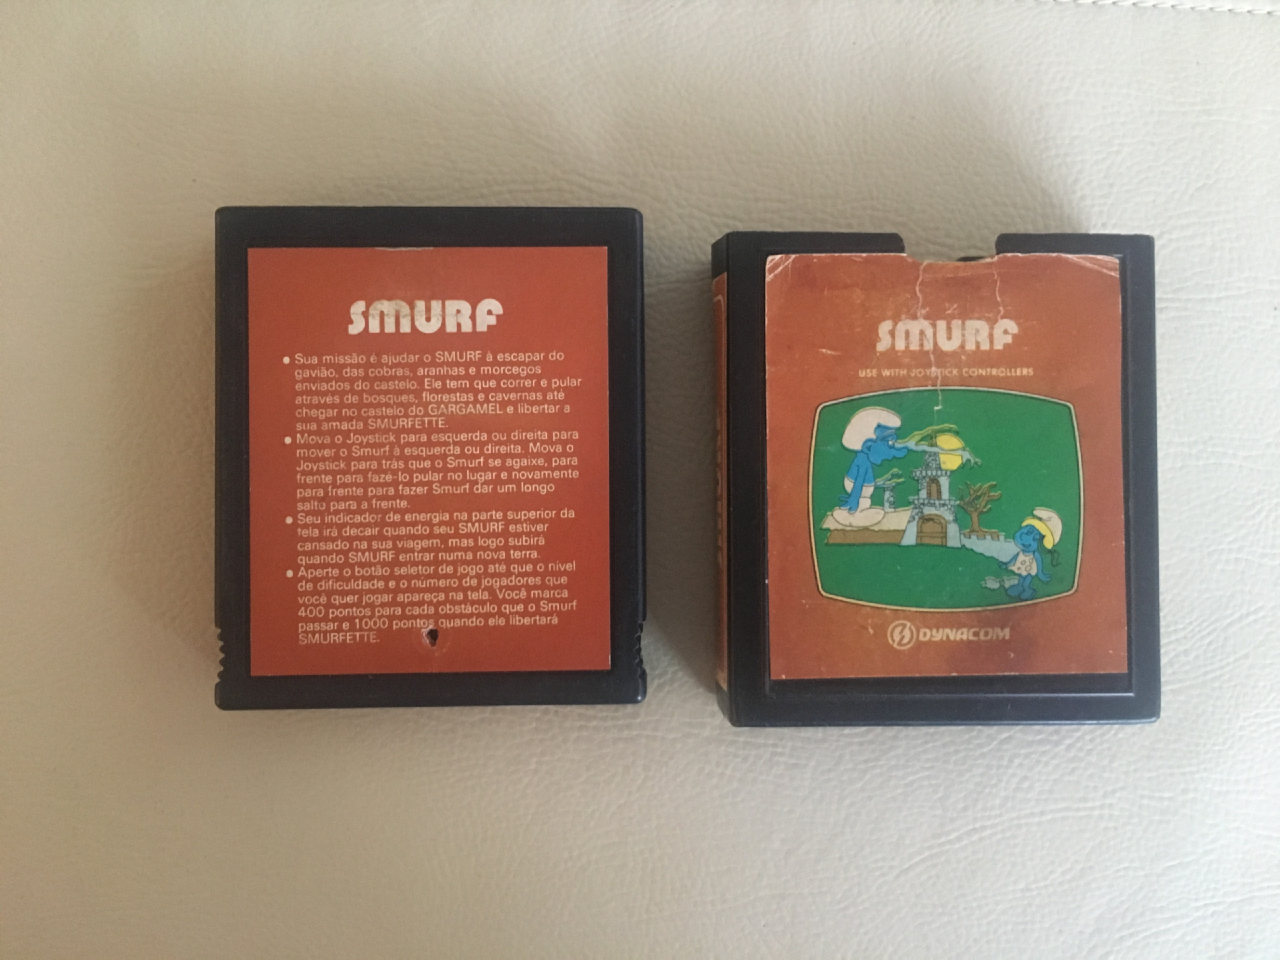 SMURF
• Sua missão é ajudar o SMURF à escapar do
gavião, das cobras, aranhas e morcegos
enviados do castelo. Ele tem que correr e pular
através de bosques, florestas e cavernas até
chegar no castelo do GARGAMEL e libertar a
sua amada SMURFETTE.
• Mova o Joystick para esquerda ou direita para
mover o Smurf à esquerda ou direita. Mova o
Joystick para trás que o Smurf se agaixe, para
frente para fazê-lo pular no lugar e novamente
para frente para fazer Smurf dar um longo
salto para a frente.
• Seu indicador de energia na parte superior da
tela irá decair quando seu SMURF estiver
cansado na sua viagem, mas logo subirá
quando SMURF entrar numa nova terra.
• Aperte o botão seletor de jogo até que o nível
de dificuldade e o número de jogadores que
você quer jogar apareça na tela. Você marca
400 pontos para cada obstáculo que o Smurf
passar e 1000 pontos quando ele libertará
SMURFETTE.
SMURF
USE WITH JOYSTICK CONTROLLERS
DYNACOM